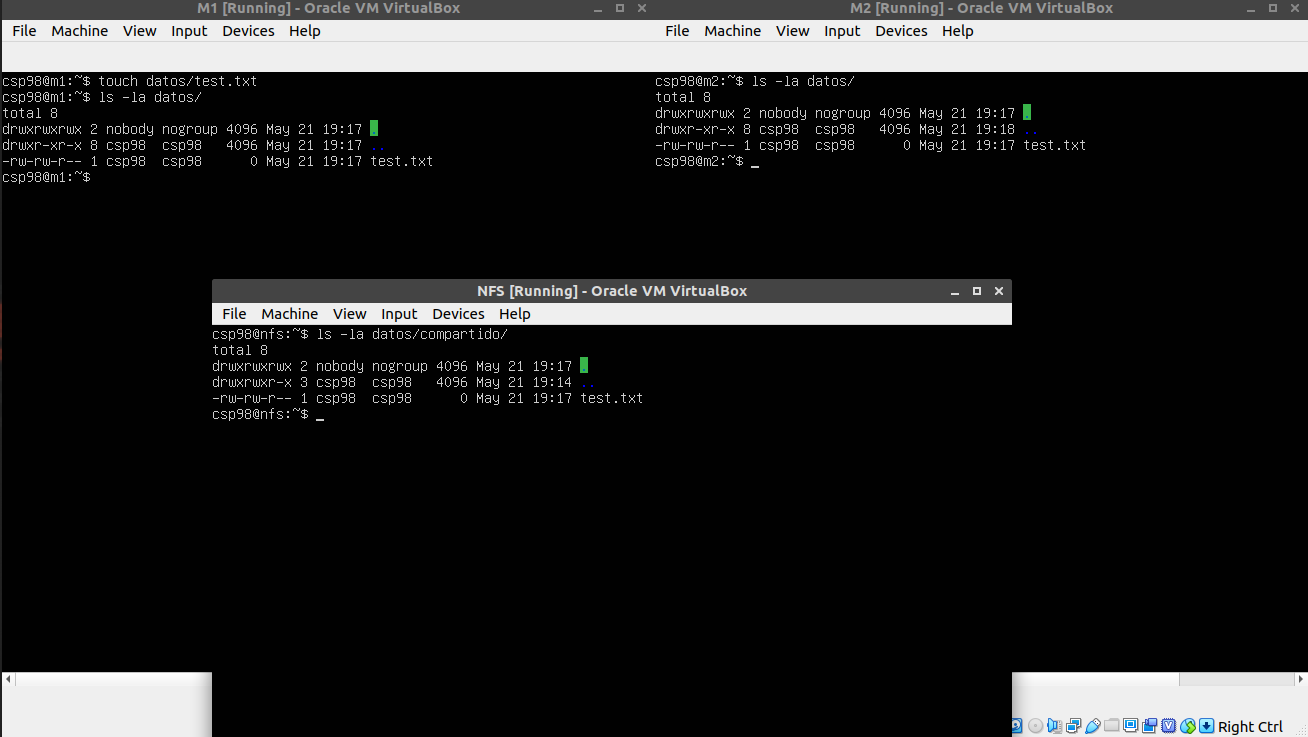 M1 [Running] - Oracle VM VirtualBox
File Machine View Input Devices Help
csp98@m1:~$ touch datos/test.txt
csp98@m1:~$ ls -la datos/
total 8
drwxrwxrwx 2 nobody nogroup 4096 May 21 19:17 .
drwxr-xr-x 8 csp98  csp98   4096 May 21 19:17 ..
-rw-rw-r-- 1 csp98  csp98      0 May 21 19:17 test.txt
csp98@m1:~$
M2 [Running] - Oracle VM VirtualBox
File Machine View Input Devices Help
csp98@m2:~$ ls -la datos/
total 8
drwxrwxrwx 2 nobody nogroup 4096 May 21 19:17 .
drwxr-xr-x 8 csp98  csp98   4096 May 21 19:18 ..
-rw-rw-r-- 1 csp98  csp98      0 May 21 19:17 test.txt
csp98@m2:~$ _
NFS [Running] - Oracle VM VirtualBox
File Machine View Input Devices Help
csp98@nfs:~$ ls -la datos/compartido/
total 8
drwxrwxrwx 2 nobody nogroup 4096 May 21 19:17 .
drwxrwxr-x 3 csp98  csp98   4096 May 21 19:14 ..
-rw-rw-r-- 1 csp98  csp98      0 May 21 19:17 test.txt
csp98@nfs:~$ _
Right Ctrl